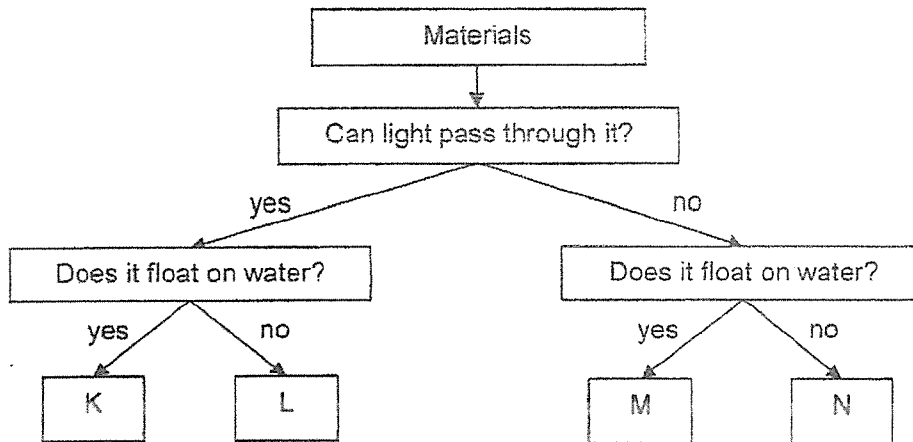 Materials
Can light pass through it?
yes
no
Does it float on water?
Does it float on water?
yes
no
yes
no
K
L
M
N